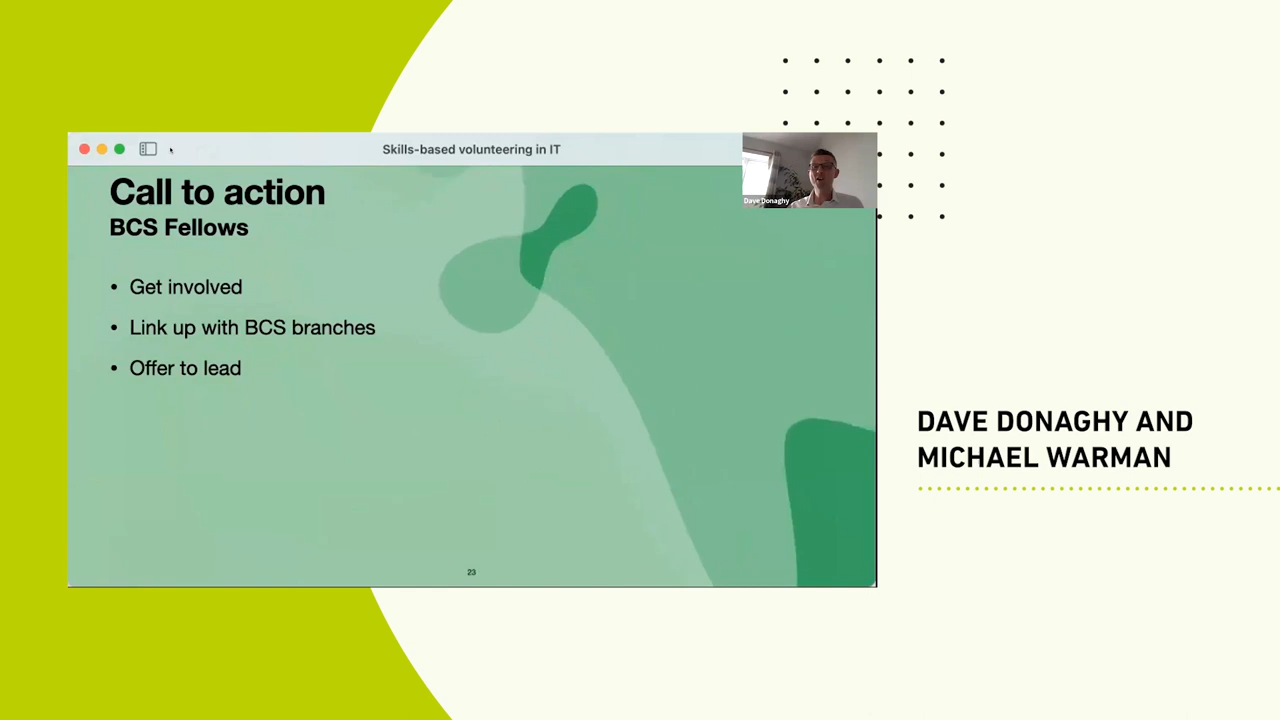 Skills-based volunteering in IT
Dave Donaghy
Call to action
BCS Fellows
• Get involved
• Link up with BCS branches
• Offer to lead
23
DAVE DONAGHY AND
MICHAEL WARMAN